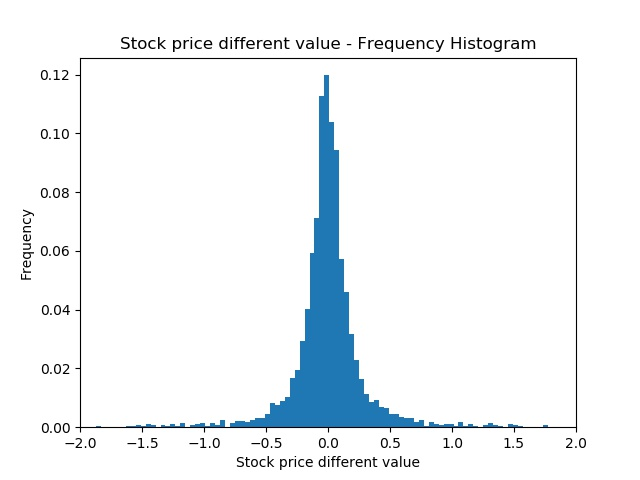 Stock price different value - Frequency Histogram
0.12
0.10
0.08
0.06
0.04
0.02
0.00
Frequency
−2.0 −1.5 −1.0 −0.5 0.0 0.5 1.0 1.5 2.0
Stock price different value